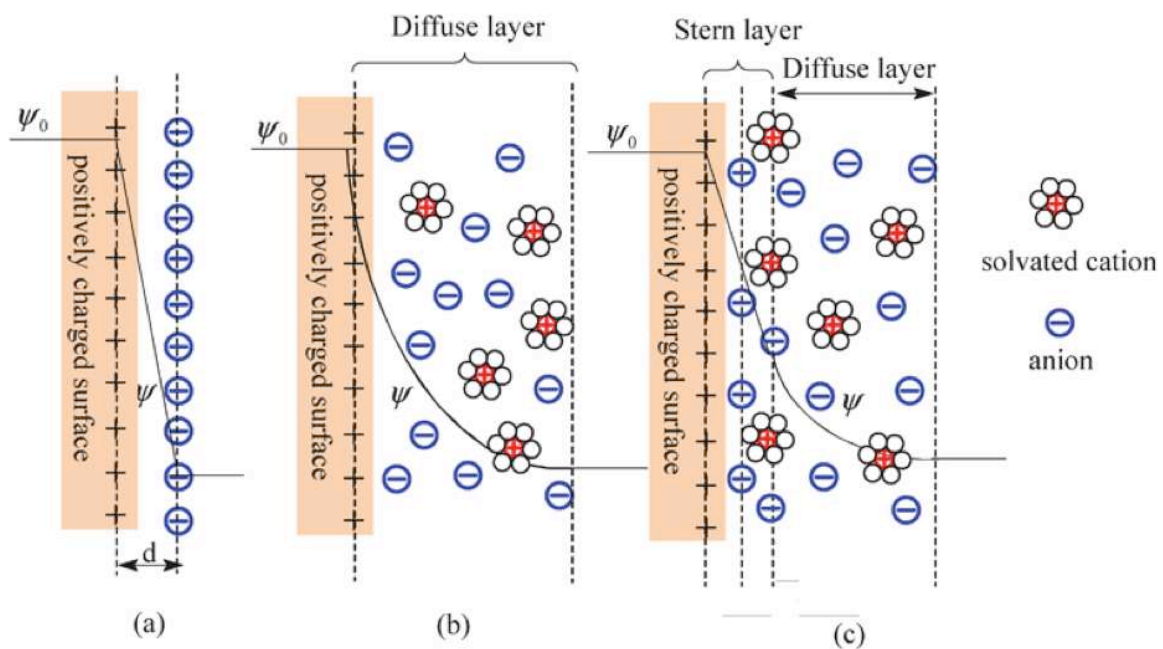 Diffuse layer
Stern layer
Diffuse layer
ψ₀
ψ₀
ψ₀
positively charged surface
positively charged surface
positively charged surface
ψ
ψ
ψ
solvated cation
anion
d
(a)
(b)
(c)